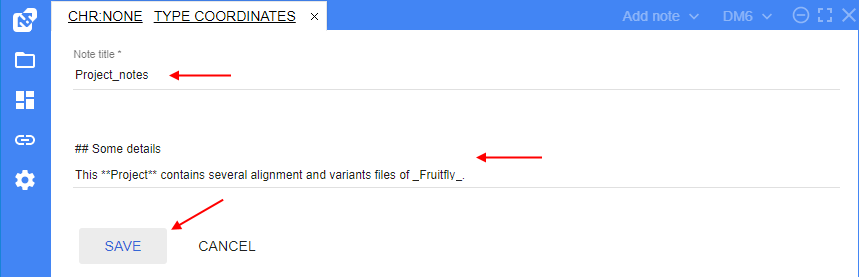 CHR:NONE TYPE COORDINATES × Add note DM6
Note title *
Project_notes
## Some details
This **Project** contains several alignment and variants files of _Fruitfly_.
SAVE CANCEL